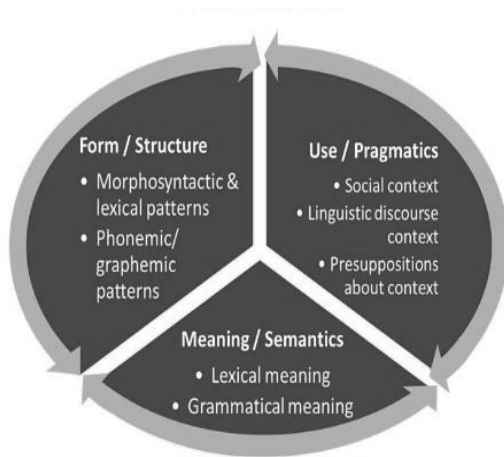 Form / Structure
• Morphosyntactic &
lexical patterns
• Phonemic/
graphemic
patterns
Use / Pragmatics
• Social context
• Linguistic discourse
context
• Presuppositions
about context
Meaning / Semantics
• Lexical meaning
• Grammatical meaning